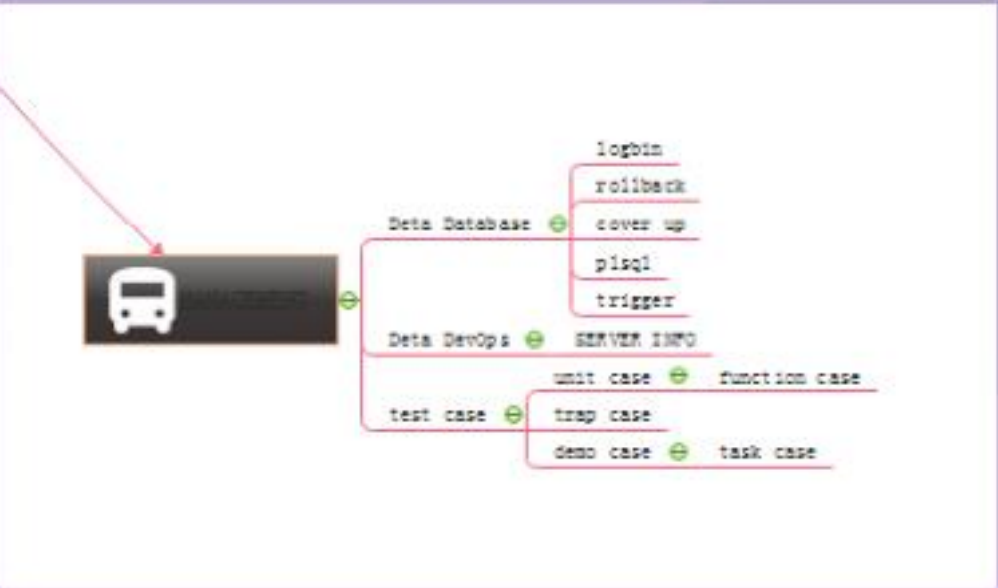 logbin
rollback
Deta Database
cover up
plsql
trigger
Deta DevOps
SERVER INFO
unit case
function case
test case
trap case
demo case
task case